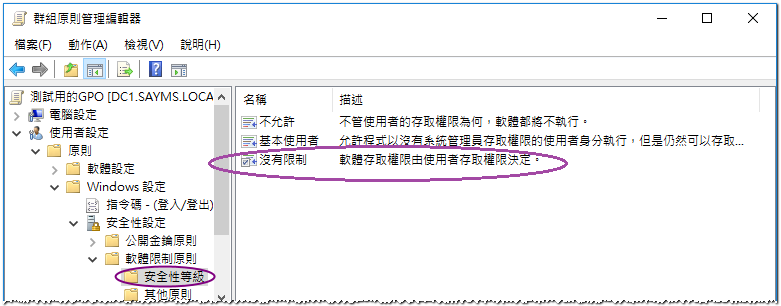 群組原則管理編輯器
檔案(F) 動作(A) 檢視(V) 說明(H)
測試用的GPO [DC1.SAYMS.LOCA
電腦設定
使用者設定
原則
軟體設定
Windows 設定
指令碼 - (登入/登出)
安全性設定
公開金鑰原則
軟體限制原則
安全性等級
其他原則
名稱 描述
不允許 不管使用者的存取權限為何，軟體都將不執行。
基本使用者 允許程式以沒有系統管理員存取權限的使用者身分執行，但是仍然可以存取...
沒有限制 軟體存取權限由使用者存取權限決定。